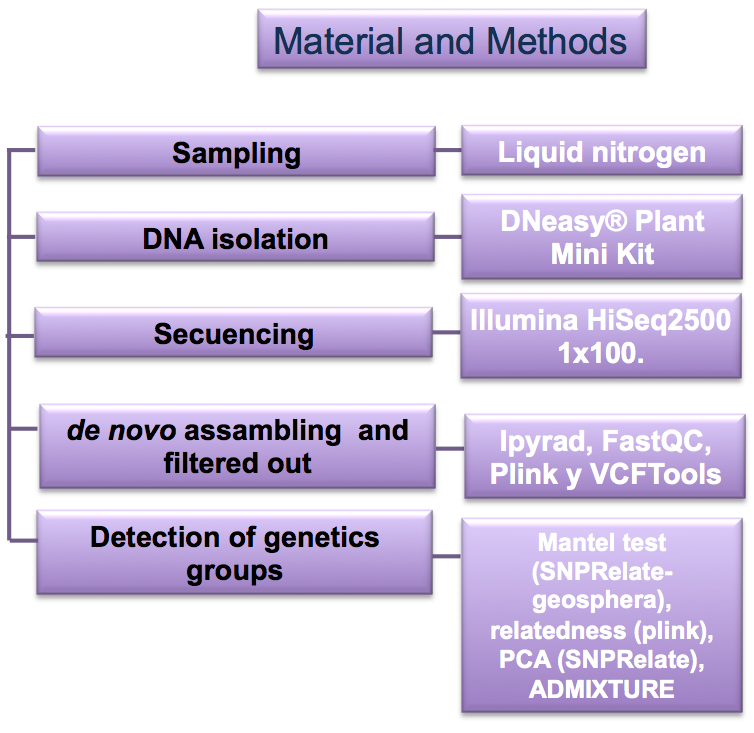 Material and Methods
Sampling
Liquid nitrogen
DNA isolation
DNeasy® Plant
Mini Kit
Secuencing
Illumina HiSeq2500
1x100.
de novo assambling and
filtered out
Ipyrad, FastQC,
Plink y VCFTools
Detection of genetics
groups
Mantel test
(SNPRelate-
geosphera),
relatedness (plink),
PCA (SNPRelate),
ADMIXTURE